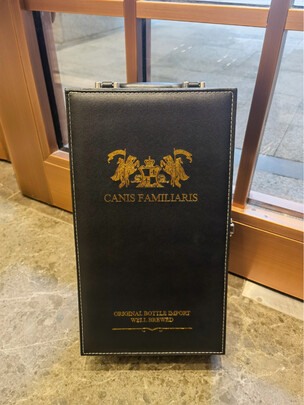 CANIS FAMILIARIS
ORIGINAL BOTTLE IMPORT
WELL BREWED